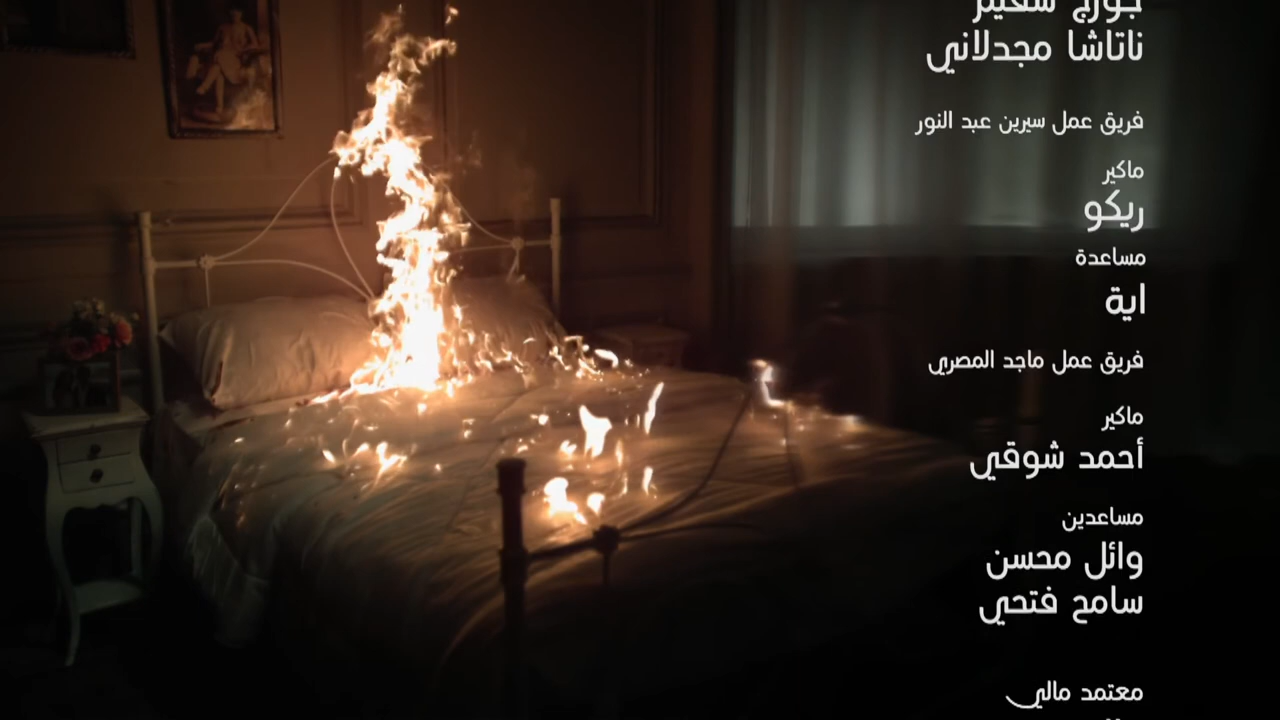 جورج
ناتاشا مجدلاني
فريق عمل سيرين عبد النور
ماكير
ريكو
مساعدة
اية
فريق عمل ماجد المصري
ماكير
أحمد شوقي
مساعدين
وائل محسن
سامح فتحي
معتمد مالي